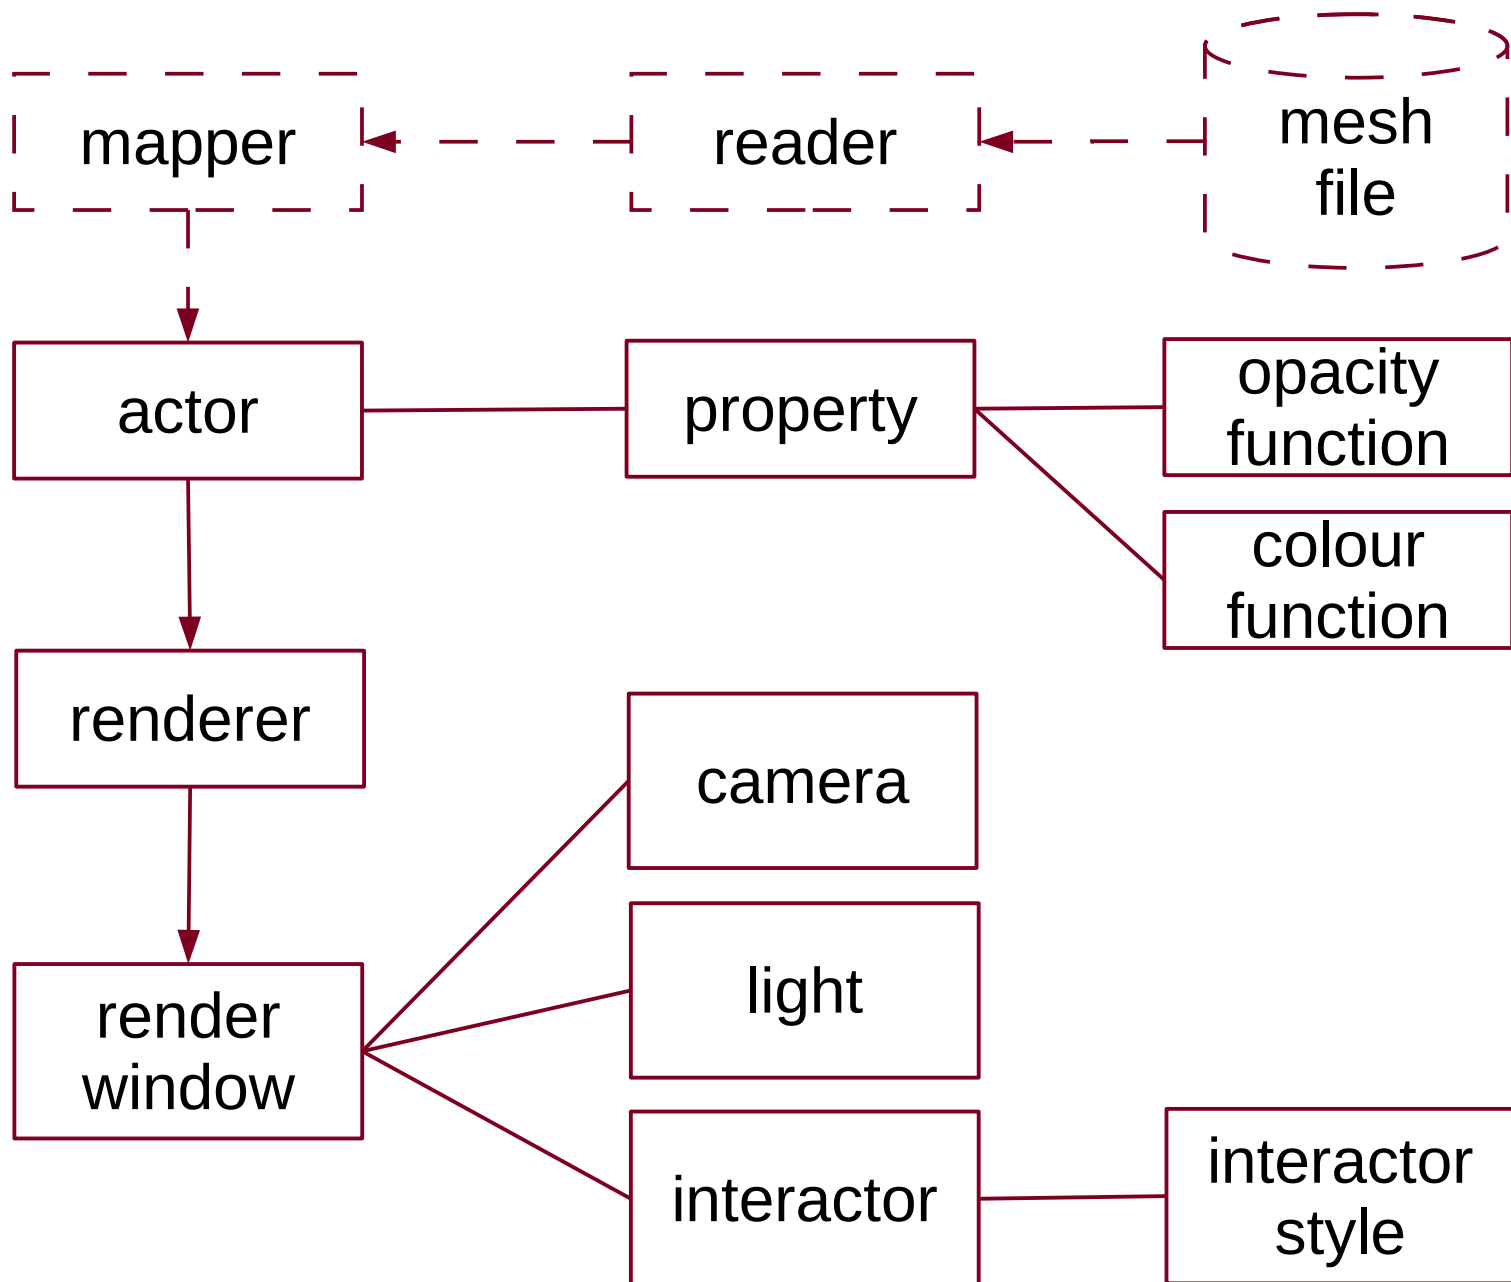 mapper
reader
mesh
file
actor
property
opacity
function
colour
function
renderer
camera
light
render
window
interactor
interactor
style